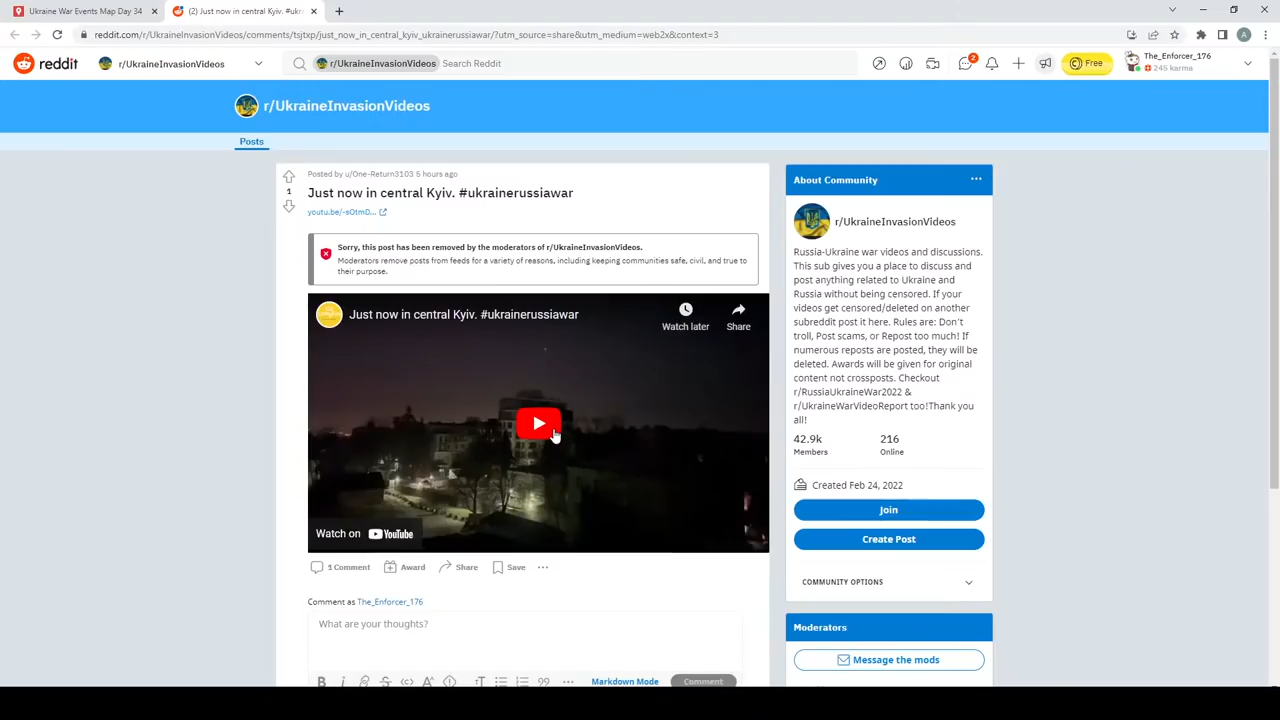 Ukraine War Events Map Day 34
(2) Just now in central Kyiv. #ukr
reddit.com/r/UkraineInvasionVideos/comments/tsjtxp/just_now_in_central_kyiv_ukrainerussiawar/?utm_source=share&utm_medium=web2x&context=3
A
reddit
r/UkraineInvasionVideos
r/UkraineInvasionVideos
Search Reddit
2
Free
The_Enforcer_176
245 karma
r/UkraineInvasionVideos
Posts
Posted by u/One-Return3103 5 hours ago
1
Just now in central Kyiv. #ukrainerussiawar
youtu.be/-sOtmD...
Sorry, this post has been removed by the moderators of r/UkraineInvasionVideos.
Moderators remove posts from feeds for a variety of reasons, including keeping communities safe, civil, and true to
their purpose.
Just now in central Kyiv. #ukrainerussiawar
Watch later
Share
Watch on YouTube
1 Comment
Award
Share
Save
Comment as The_Enforcer_176
What are your thoughts?
Markdown Mode
Comment
About Community
r/UkraineInvasionVideos
Russia-Ukraine war videos and discussions.
This sub gives you a place to discuss and
post anything related to Ukraine and
Russia without being censored. If your
videos get censored/deleted on another
subreddit post it here. Rules are: Don't
troll, Post scams, or Repost too much! If
numerous reposts are posted, they will be
deleted. Awards will be given for original
content not crossposts. Checkout
r/RussiaUkraineWar2022 &
r/UkraineWarVideoReport too!Thank you
all!
42.9k
Members
216
Online
Created Feb 24, 2022
Join
Create Post
COMMUNITY OPTIONS
Moderators
Message the mods